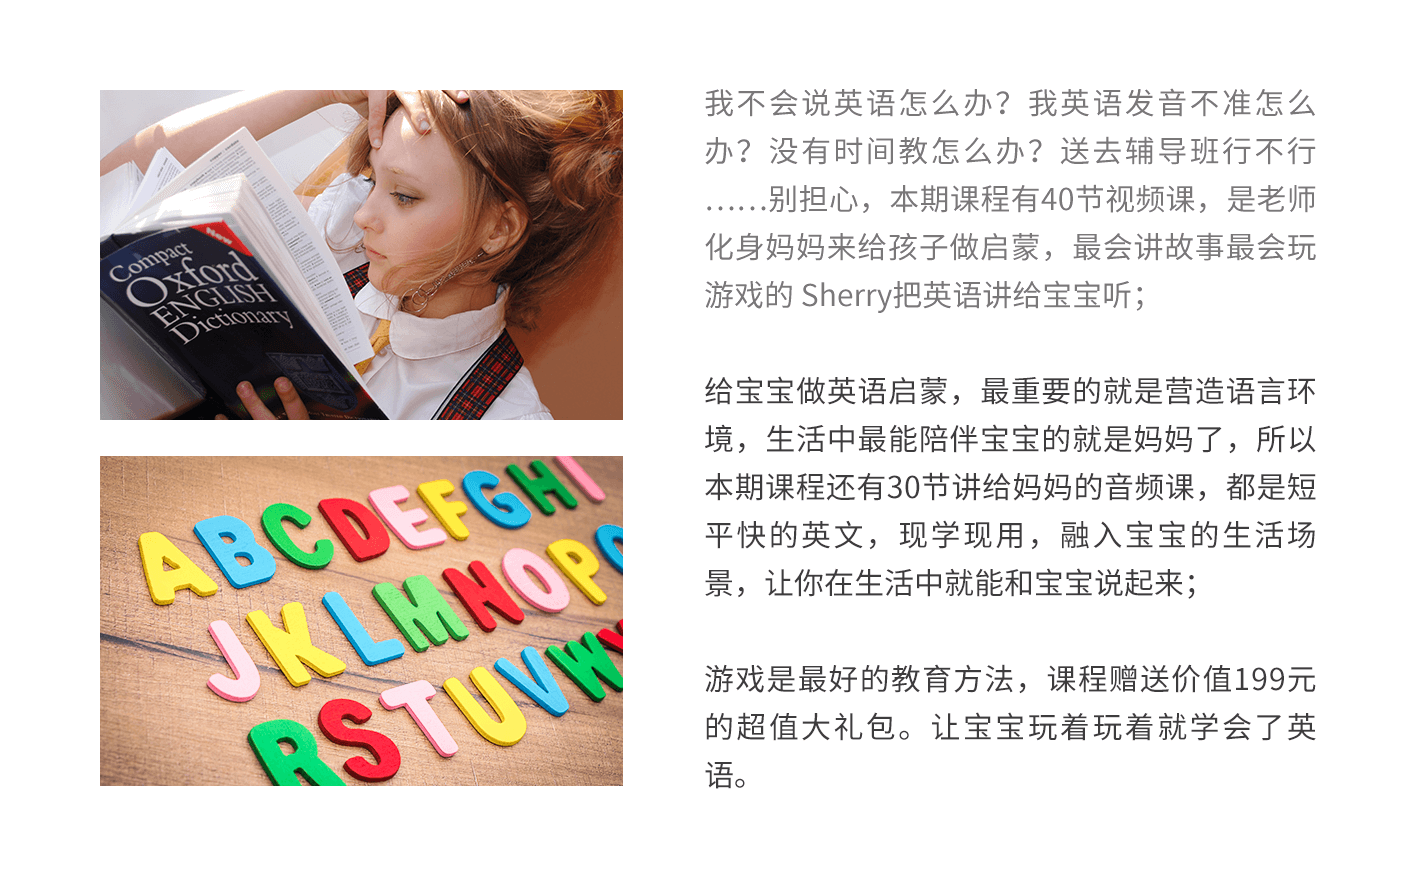 New
Compact
Oxford
ENGLISH
Dictionary
A B C D E F G H I
J K L M N O P
R S T U V W
我不会说英语怎么办？我英语发音不准怎么
办？没有时间教怎么办？送去辅导班行不行
……别担心，本期课程有40节视频课，是老师
化身妈妈来给孩子做启蒙，最会讲故事最会玩
游戏的 Sherry把英语讲给宝宝听；
给宝宝做英语启蒙，最重要的就是营造语言环
境，生活中最能陪伴宝宝的就是妈妈了，所以
本期课程还有30节讲给妈妈的音频课，都是短
平快的英文，现学现用，融入宝宝的生活场
景，让你在生活中就能和宝宝说起来；
游戏是最好的教育方法，课程赠送价值199元
的超值大礼包。让宝宝玩着玩着就学会了英
语。